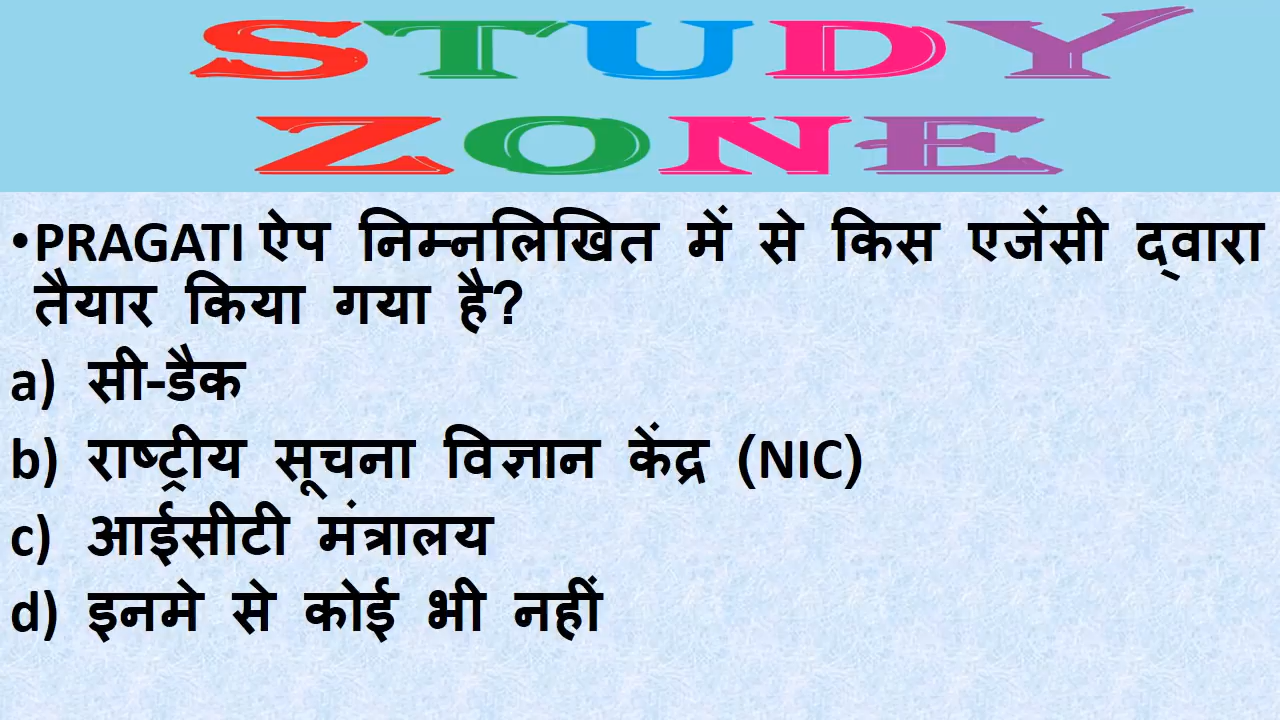 STUDY
ZONE
•PRAGATI ऐप निम्नलिखित में से किस एजेंसी द्वारा
तैयार किया गया है?
a) सी-डैक
b) राष्ट्रीय सूचना विज्ञान केंद्र (NIC)
c) आईसीटी मंत्रालय
d) इनमे से कोई भी नहीं